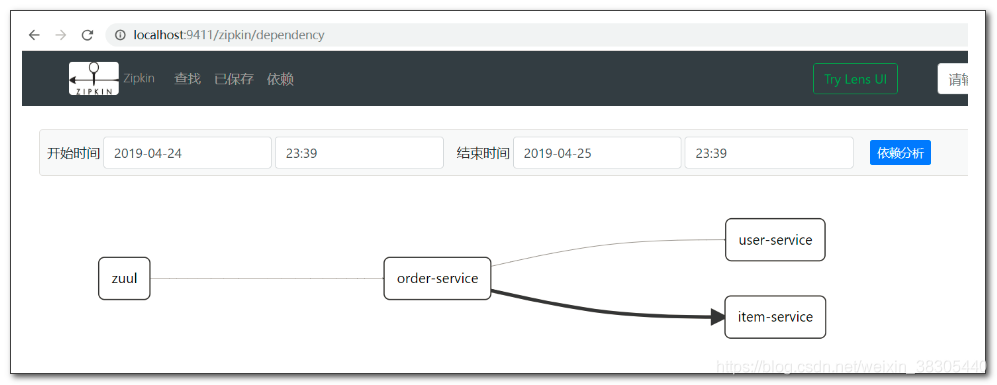 localhost:9411/zipkin/dependency
ZIPKIN Zipkin 查找 已保存 依赖 Try Lens UI 请输
开始时间 2019-04-24 23:39 结束时间 2019-04-25 23:39 依赖分析
user-service
zuul order-service
item-service
https://blog.csdn.net/weixin_38305440